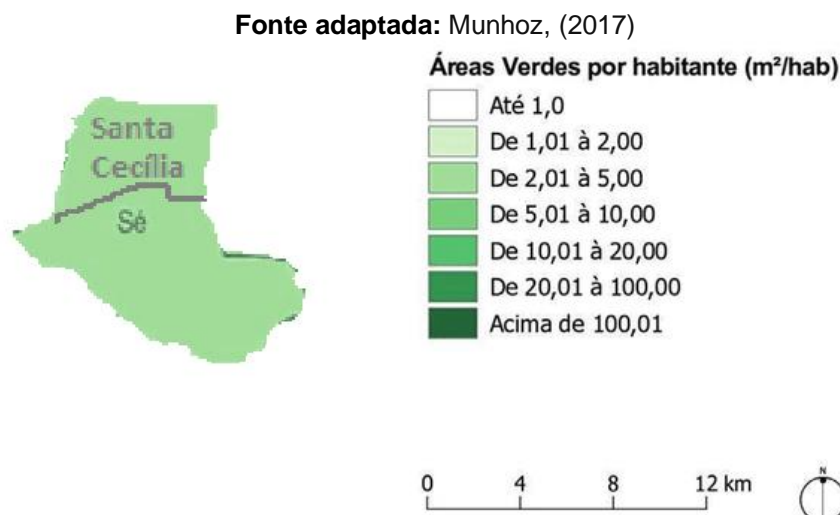 Fonte adaptada: Munhoz, (2017)
Áreas Verdes por habitante (m²/hab)
Até 1,0
De 1,01 à 2,00
De 2,01 à 5,00
De 5,01 à 10,00
De 10,01 à 20,00
De 20,01 à 100,00
Acima de 100,01
Santa
Cecília
Sé
0 4 8 12 km
N